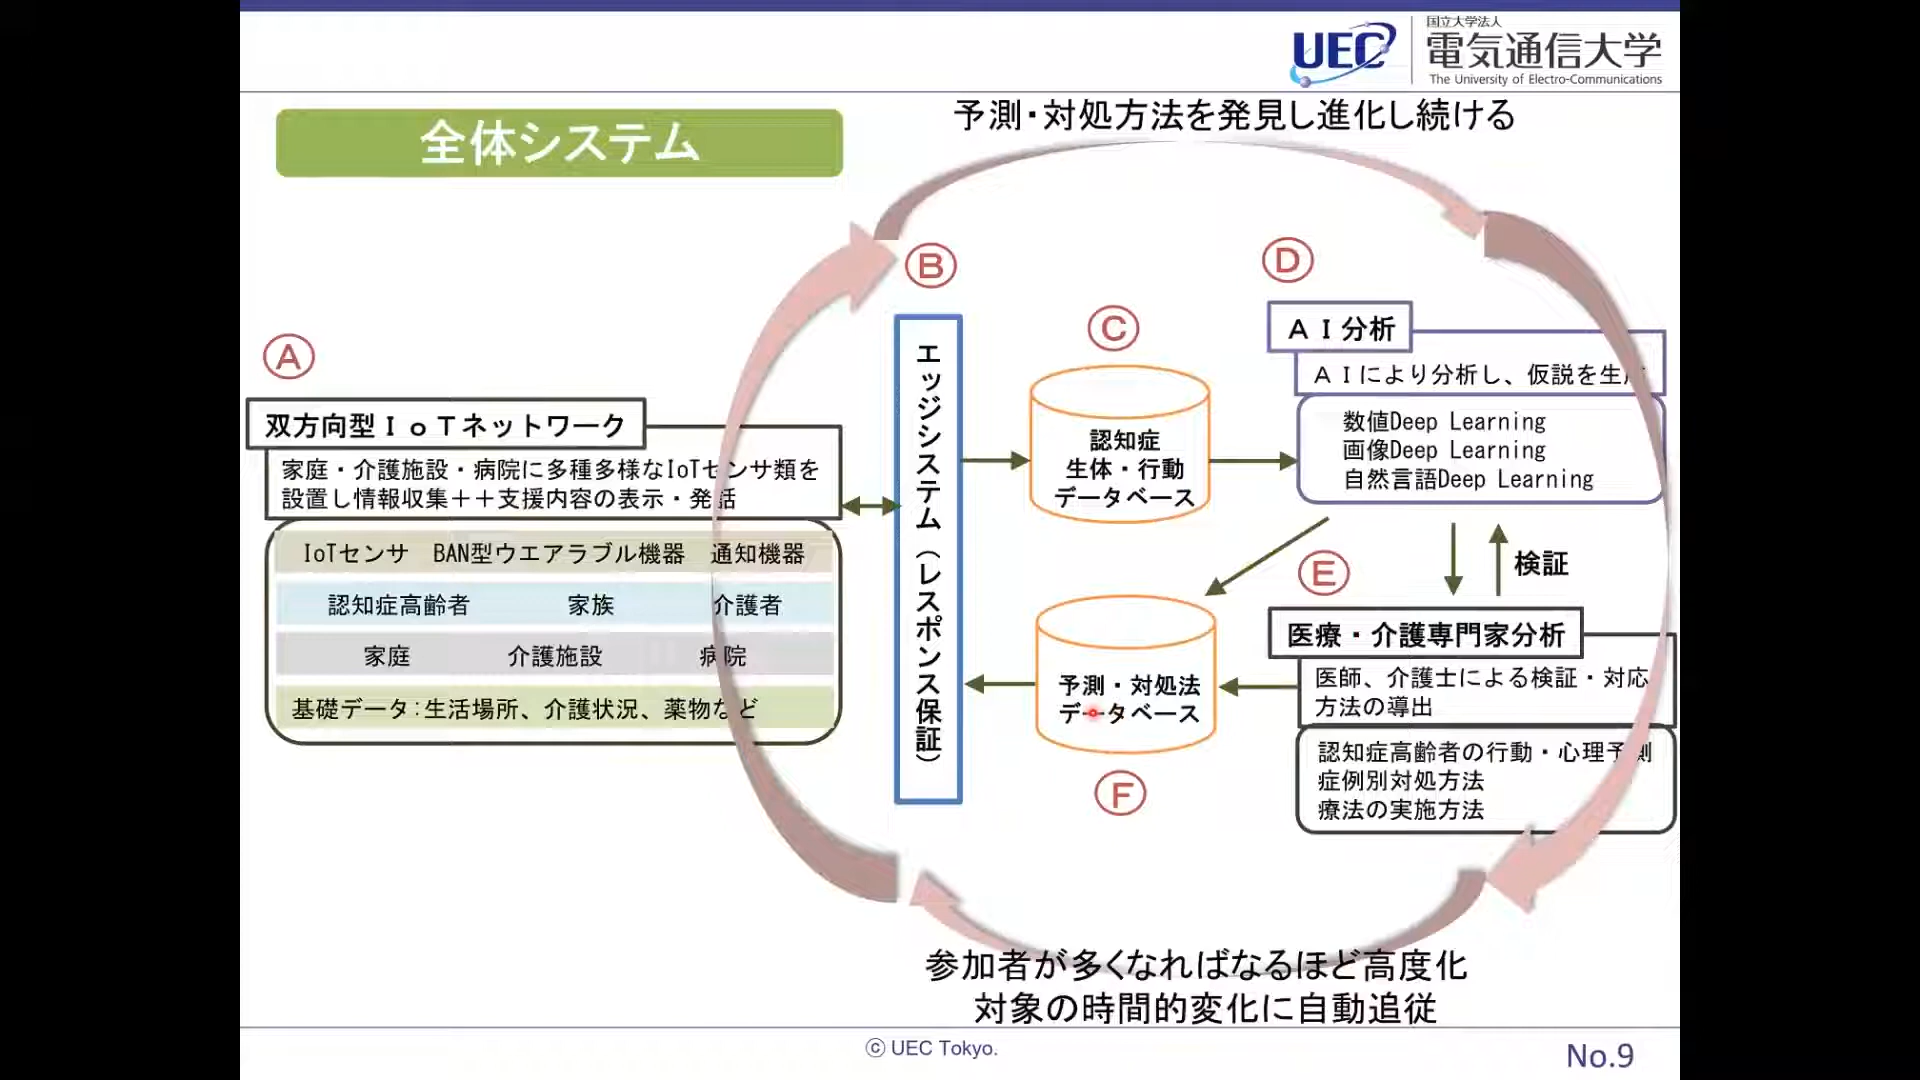 UEC
国立大学法人
電気通信大学
The University of Electro-Communications
全体システム
予測・対処方法を発見し進化し続ける
Ⓐ
双方向型ＩｏＴネットワーク
家庭・介護施設・病院に多種多様なIoTセンサ類を
設置し情報収集＋＋支援内容の表示・発話
IoTセンサ　BAN型ウエアラブル機器　通知機器
認知症高齢者　家族　介護者
家庭　介護施設　病院
基礎データ:生活場所、介護状況、薬物など
Ⓑ
エッジシステム（レスポンス保証）
Ⓒ
認知症
生体・行動
データベース
Ⓓ
ＡＩ分析
ＡＩにより分析し、仮説を生
数値Deep Learning
画像Deep Learning
自然言語Deep Learning
検証
Ⓔ
医療・介護専門家分析
医師、介護士による検証・対応
方法の導出
認知症高齢者の行動・心理予測
症例別対処方法
療法の実施方法
予測・対処法
データベース
Ⓕ
参加者が多くなればなるほど高度化
対象の時間的変化に自動追従
© UEC Tokyo.
No.9